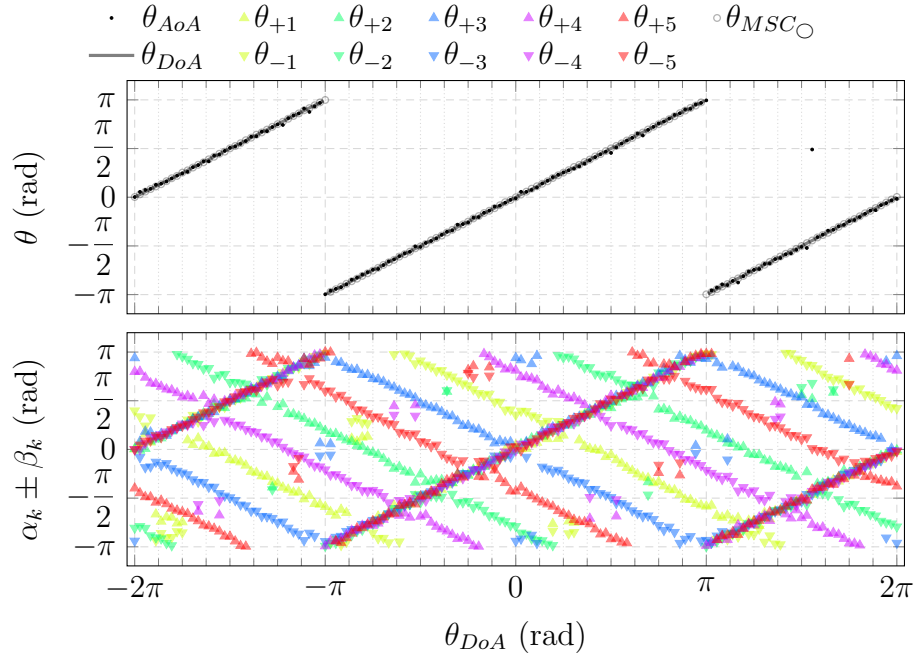 θ_AoA θ_+1 θ_+2 θ_+3 θ_+4 θ_+5 θ_MSC○
θ_DoA θ_-1 θ_-2 θ_-3 θ_-4 θ_-5
π
π/2
0
-π/2
-π
θ (rad)
π
π/2
0
-π/2
-π
α_k ± β_k (rad)
-2π -π 0 π 2π
θ_DoA (rad)